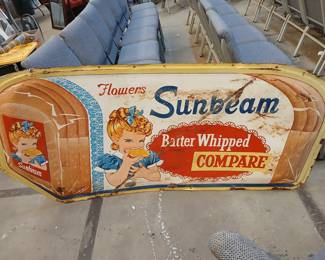 Flowers
Sunbeam
Batter Whipped
COMPARE
Sunbeam